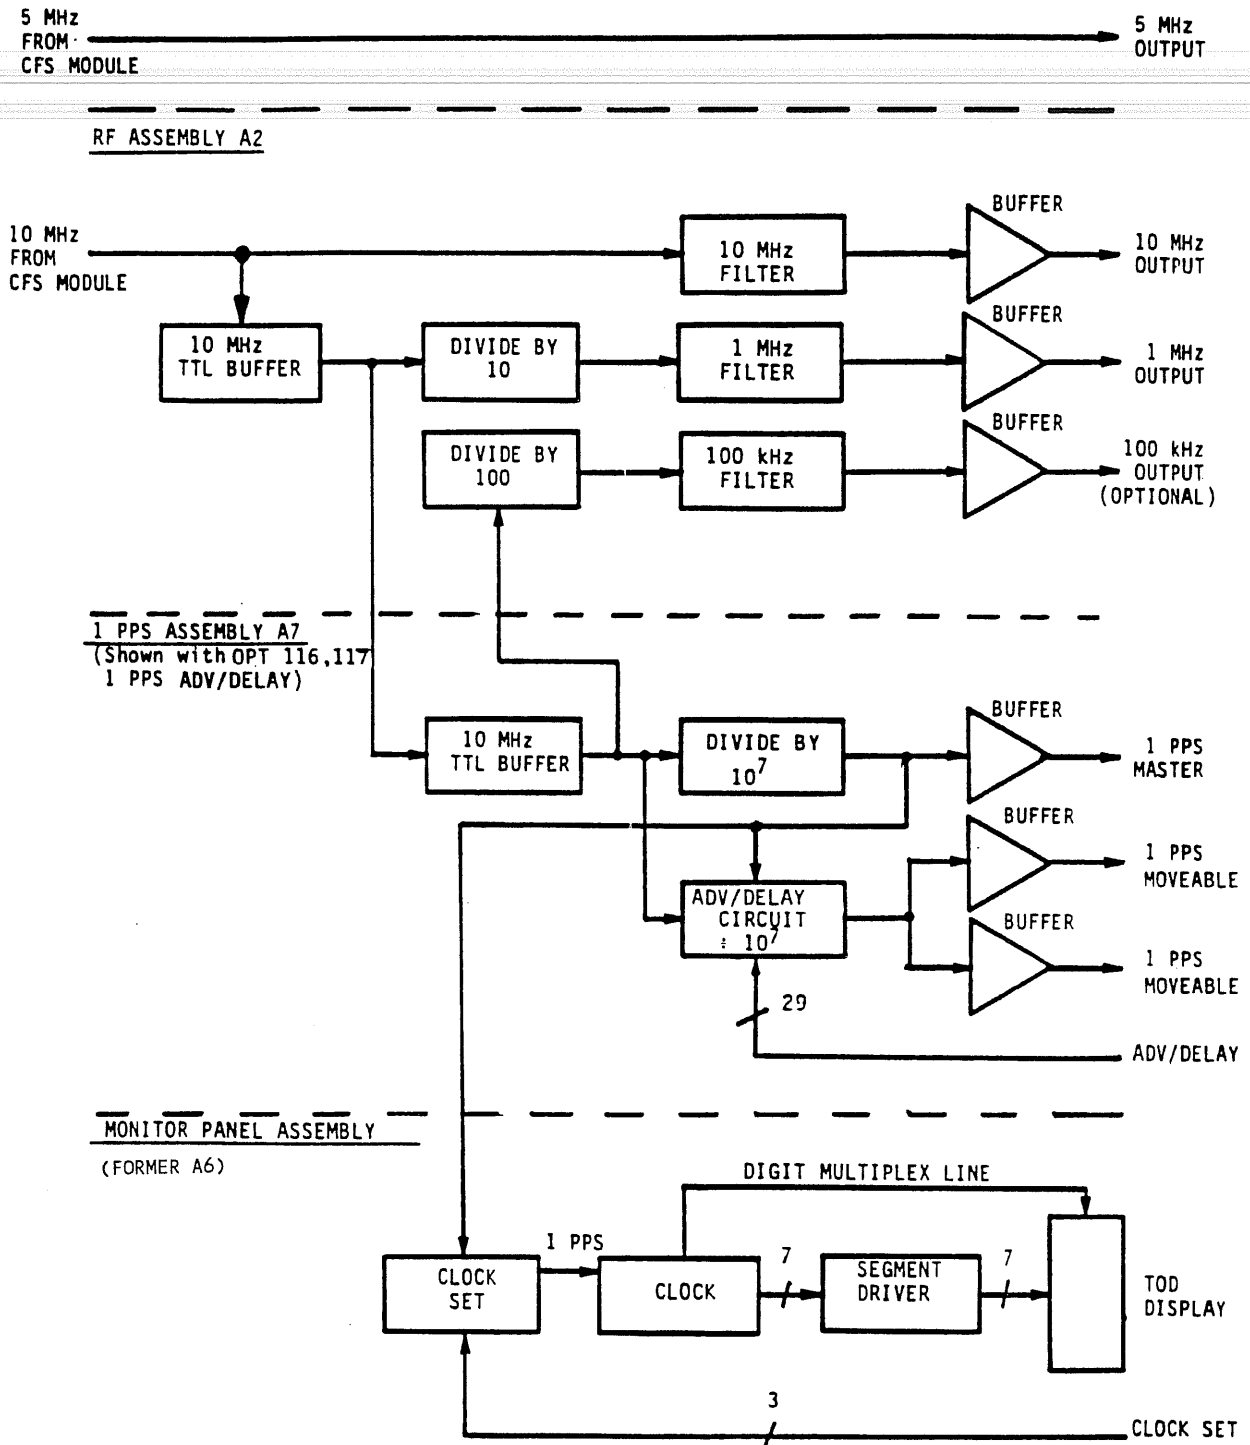 5 MHz
FROM
CFS MODULE
5 MHz
OUTPUT
RF ASSEMBLY A2
10 MHz
FROM
CFS MODULE
10 MHz
FILTER
BUFFER
10 MHz
OUTPUT
10 MHz
TTL BUFFER
DIVIDE BY
10
1 MHz
FILTER
BUFFER
1 MHz
OUTPUT
DIVIDE BY
100
100 kHz
FILTER
BUFFER
100 kHz
OUTPUT
(OPTIONAL)
1 PPS ASSEMBLY A7
(Shown with OPT 116,117
1 PPS ADV/DELAY)
10 MHz
TTL BUFFER
DIVIDE BY
10⁷
BUFFER
1 PPS
MASTER
ADV/DELAY
CIRCUIT
÷ 10⁷
BUFFER
1 PPS
MOVEABLE
BUFFER
1 PPS
MOVEABLE
29
ADV/DELAY
MONITOR PANEL ASSEMBLY
(FORMER A6)
DIGIT MULTIPLEX LINE
CLOCK
SET
1 PPS
CLOCK
7
SEGMENT
DRIVER
7
TOD
DISPLAY
3
CLOCK SET